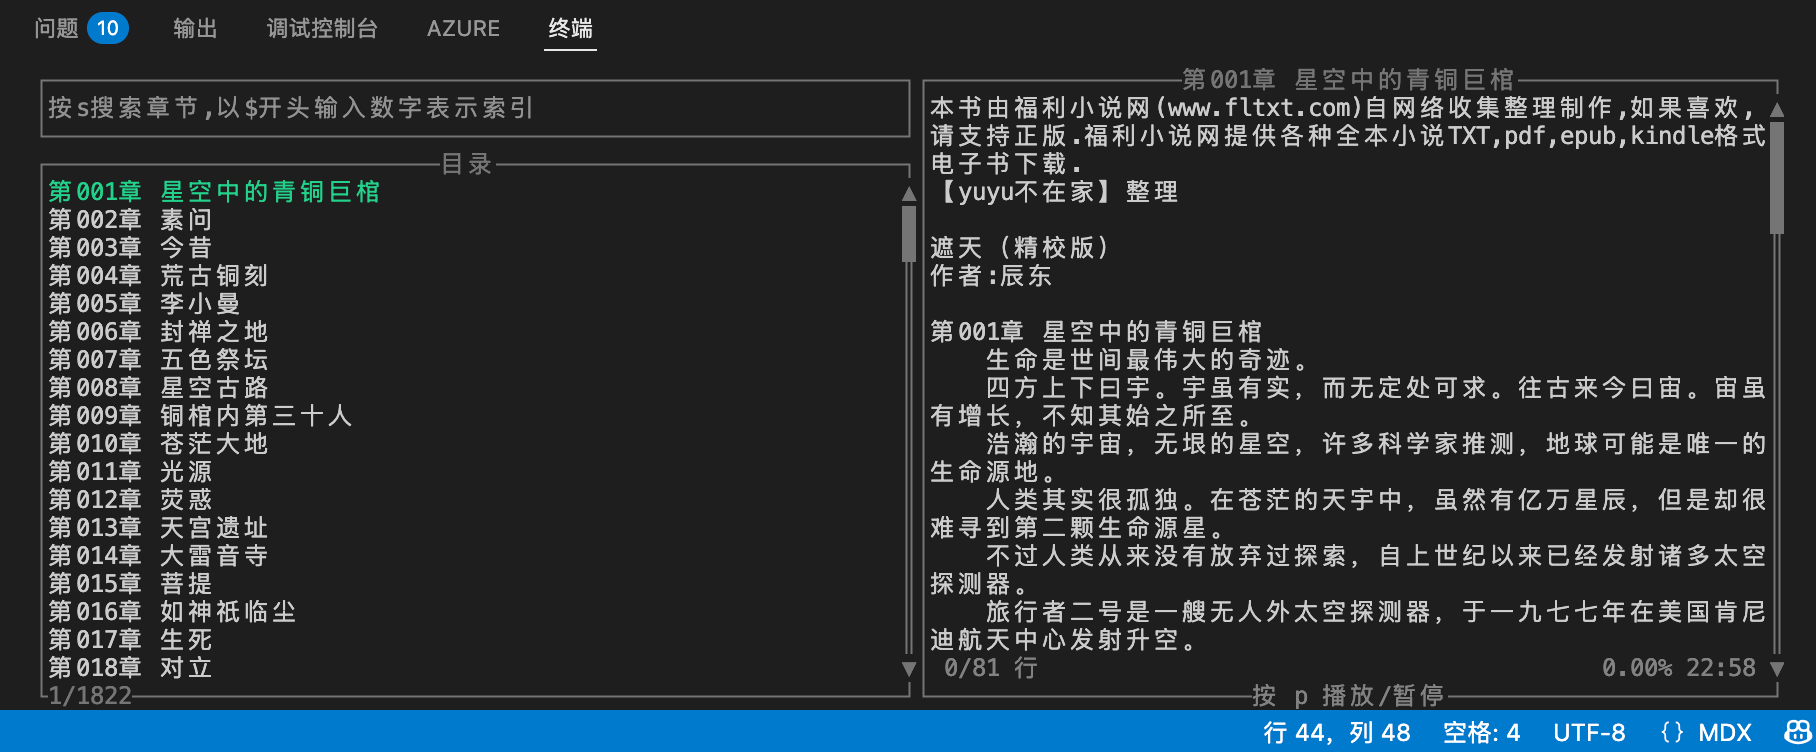 问题 10 输出 调试控制台 AZURE 终端
按s搜索章节,以$开头输入数字表示索引
目录
第001章 星空中的青铜巨棺
第002章 素问
第003章 今昔
第004章 荒古铜刻
第005章 李小曼
第006章 封禅之地
第007章 五色祭坛
第008章 星空古路
第009章 铜棺内第三十人
第010章 苍茫大地
第011章 光源
第012章 荧惑
第013章 天宫遗址
第014章 大雷音寺
第015章 菩提
第016章 如神祇临尘
第017章 生死
第018章 对立
1/1822
第001章 星空中的青铜巨棺
本书由福利小说网(www.fltxt.com)自网络收集整理制作,如果喜欢,
请支持正版.福利小说网提供各种全本小说TXT,pdf,epub,kindle格式
电子书下载.
【yuyu不在家】整理
遮天（精校版）
作者:辰东
第001章 星空中的青铜巨棺
生命是世间最伟大的奇迹。
四方上下曰宇。宇虽有实，而无定处可求。往古来今曰宙。宙虽
有增长，不知其始之所至。
浩瀚的宇宙，无垠的星空，许多科学家推测，地球可能是唯一的
生命源地。
人类其实很孤独。在苍茫的天宇中，虽然有亿万星辰，但是却很
难寻到第二颗生命源星。
不过人类从来没有放弃过探索，自上世纪以来已经发射诸多太空
探测器。
旅行者二号是一艘无人外太空探测器，于一九七七年在美国肯尼
迪航天中心发射升空。
0/81 行 0.00% 22:58
按 p 播放/暂停
行 44，列 48 空格: 4 UTF-8 {} MDX